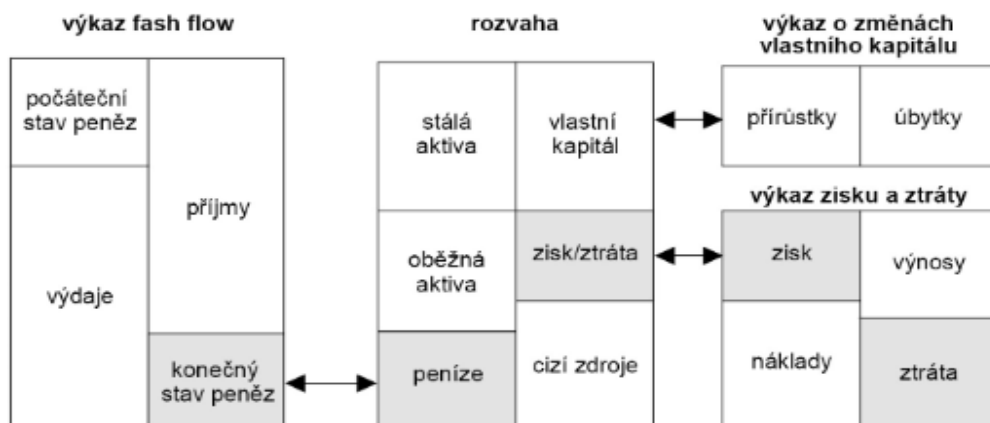 výkaz fash flow
počáteční
stav peněz
příjmy
výdaje
konečný
stav peněz
rozvaha
stálá
aktiva
vlastní
kapitál
oběžná
aktiva
zisk/ztráta
peníze
cizí zdroje
výkaz o změnách
vlastního kapitálu
přírůstky
úbytky
výkaz zisku a ztráty
zisk
výnosy
náklady
ztráta